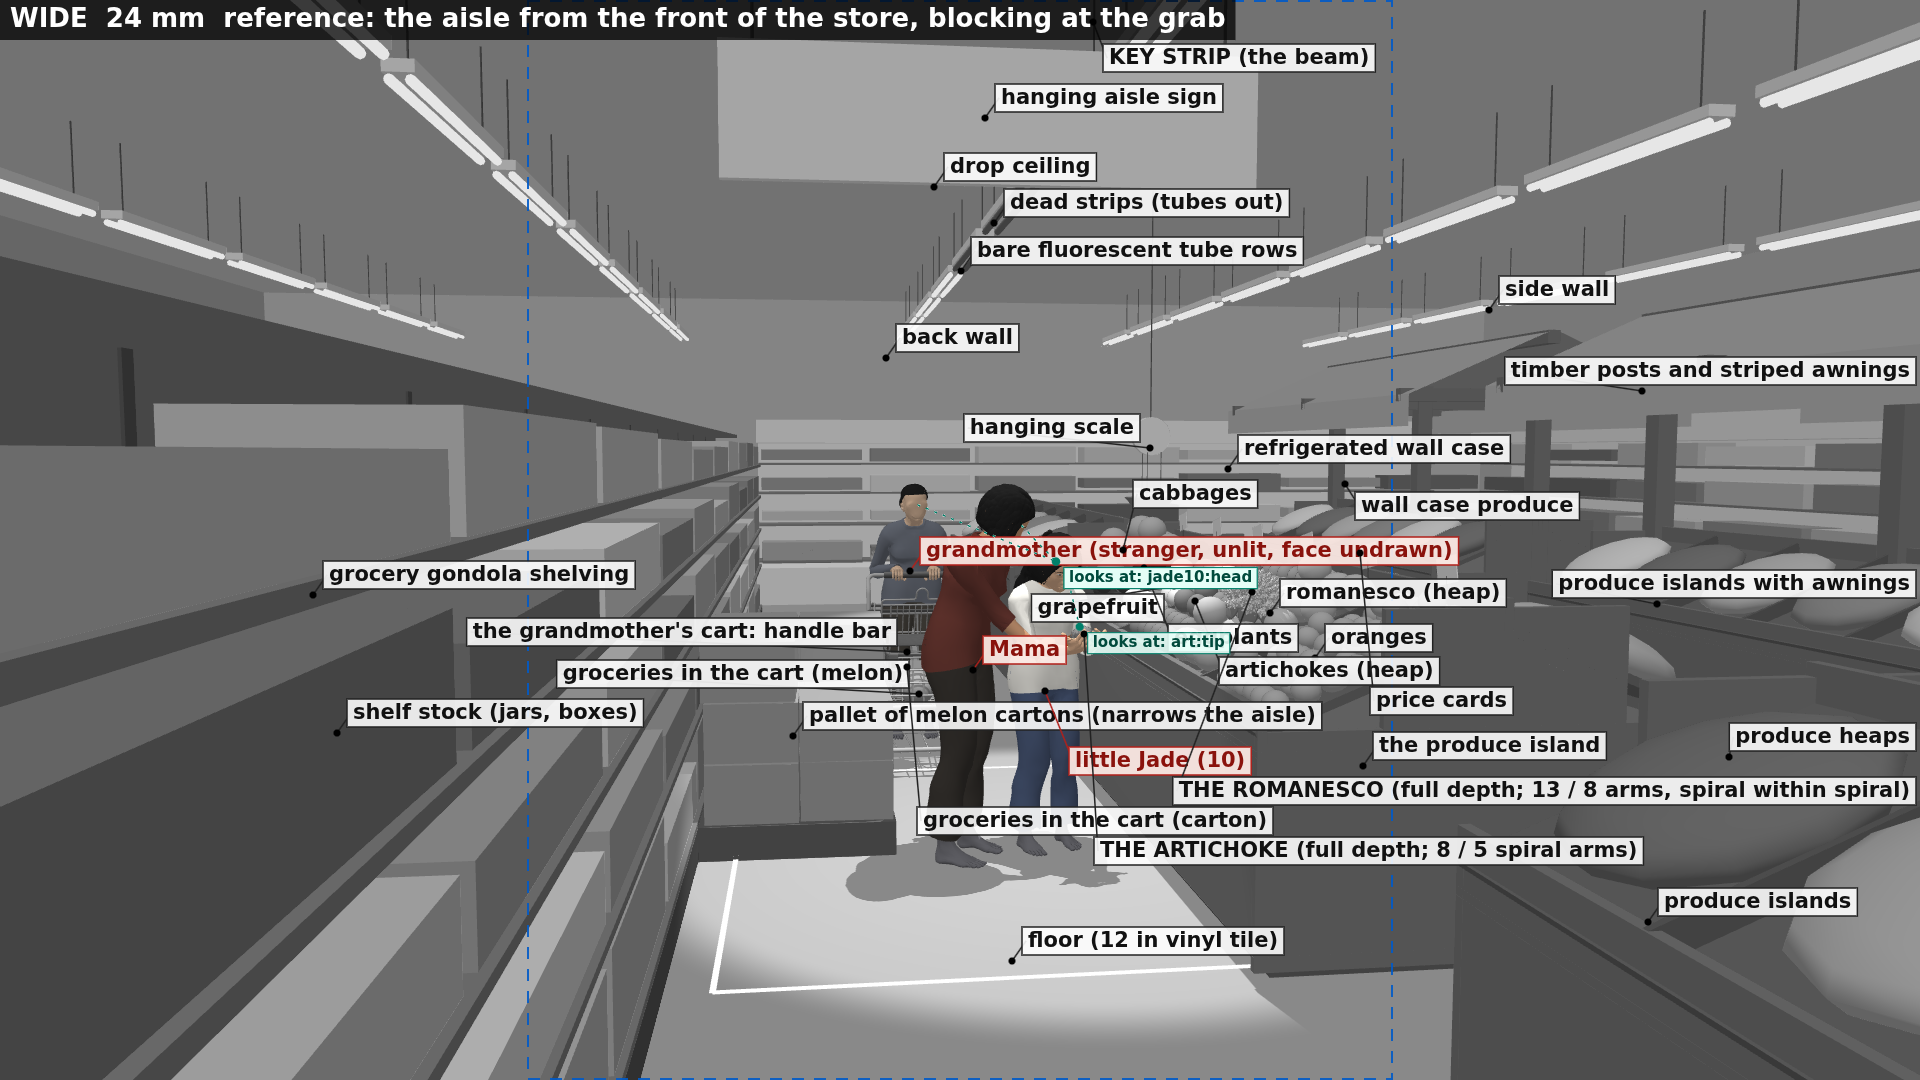 WIDE  24 mm  reference: the aisle from the front of the store, blocking at the grab
KEY STRIP (the beam)
hanging aisle sign
drop ceiling
dead strips (tubes out)
bare fluorescent tube rows
side wall
back wall
timber posts and striped awnings
hanging scale
refrigerated wall case
cabbages
wall case produce
grandmother (stranger, unlit, face undrawn)
grocery gondola shelving
looks at: jade10:head
produce islands with awnings
romanesco (heap)
grapefruit
the grandmother's cart: handle bar
lants
oranges
looks at: art:tip
Mama
groceries in the cart (melon)
artichokes (heap)
price cards
shelf stock (jars, boxes)
pallet of melon cartons (narrows the aisle)
produce heaps
the produce island
little Jade (10)
THE ROMANESCO (full depth; 13 / 8 arms, spiral within spiral)
groceries in the cart (carton)
THE ARTICHOKE (full depth; 8 / 5 spiral arms)
produce islands
floor (12 in vinyl tile)